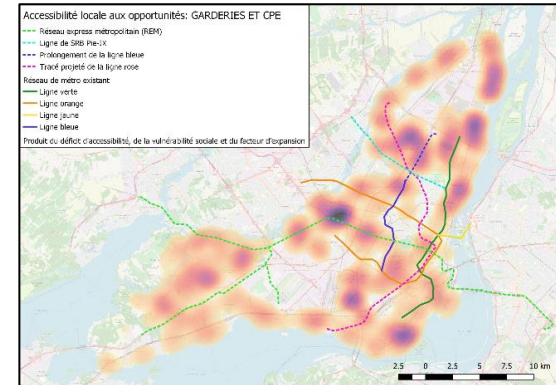 Accessibilité locale aux opportunités: GARDERIES ET CPE
Réseau express métropolitain (REM)
Ligne de SRB Pie-IX
Prolongement de la ligne bleue
Tracé projeté de la ligne rose
Réseau de métro existant
Ligne verte
Ligne orange
Ligne jaune
Ligne bleue
Produit du déficit d'accessibilité, de la vulnérabilité sociale et du facteur d'expansion
2.5 0 2.5 5 7.5 10 km